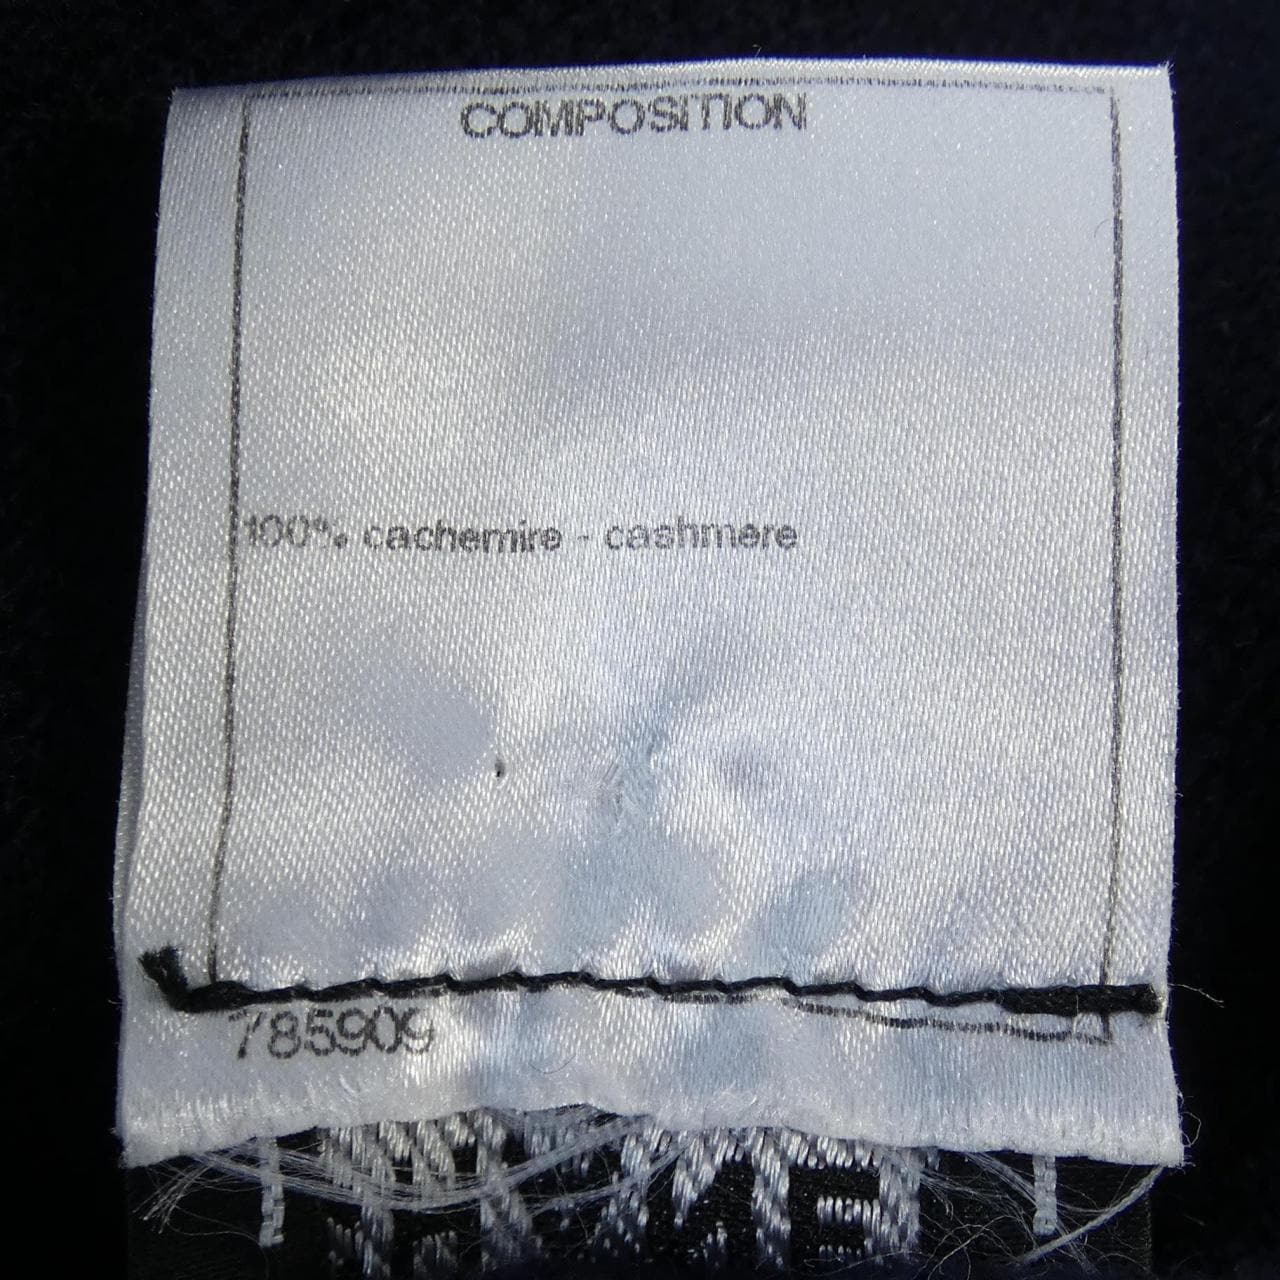 COMPOSITION
100% cachemire - cashmere
785909